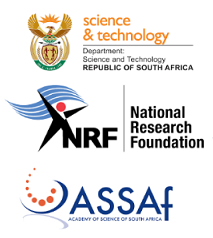 science
& technology
Department:
Science and Technology
REPUBLIC OF SOUTH AFRICA
NRF
National
Research
Foundation
ASSAf
ACADEMY OF SCIENCE OF SOUTH AFRICA